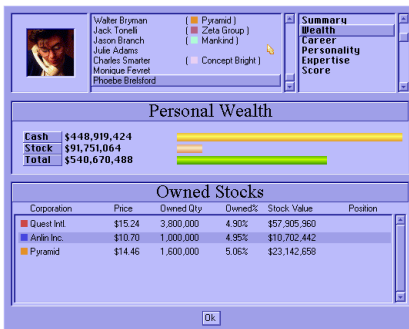 Walter Bryman ( Pyramid )
Jack Tonelli ( Zeta Group )
Jason Branch ( Mankind )
Julie Adams
Charles Smarter ( Concept Bright )
Monique Fevret
Phoebe Brelsford
Summary
Wealth
Career
Personality
Expertise
Score
Personal Wealth
Cash $448,919,424
Stock $91,751,064
Total $540,670,488
Owned Stocks
Corporation Price Owned Qty Owned% Stock Value Position
Quest Intl. $15.24 3,800,000 4.90% $57,905,960
Anlin Inc. $10.70 1,000,000 4.95% $10,702,442
Pyramid $14.46 1,600,000 5.06% $23,142,658
Ok